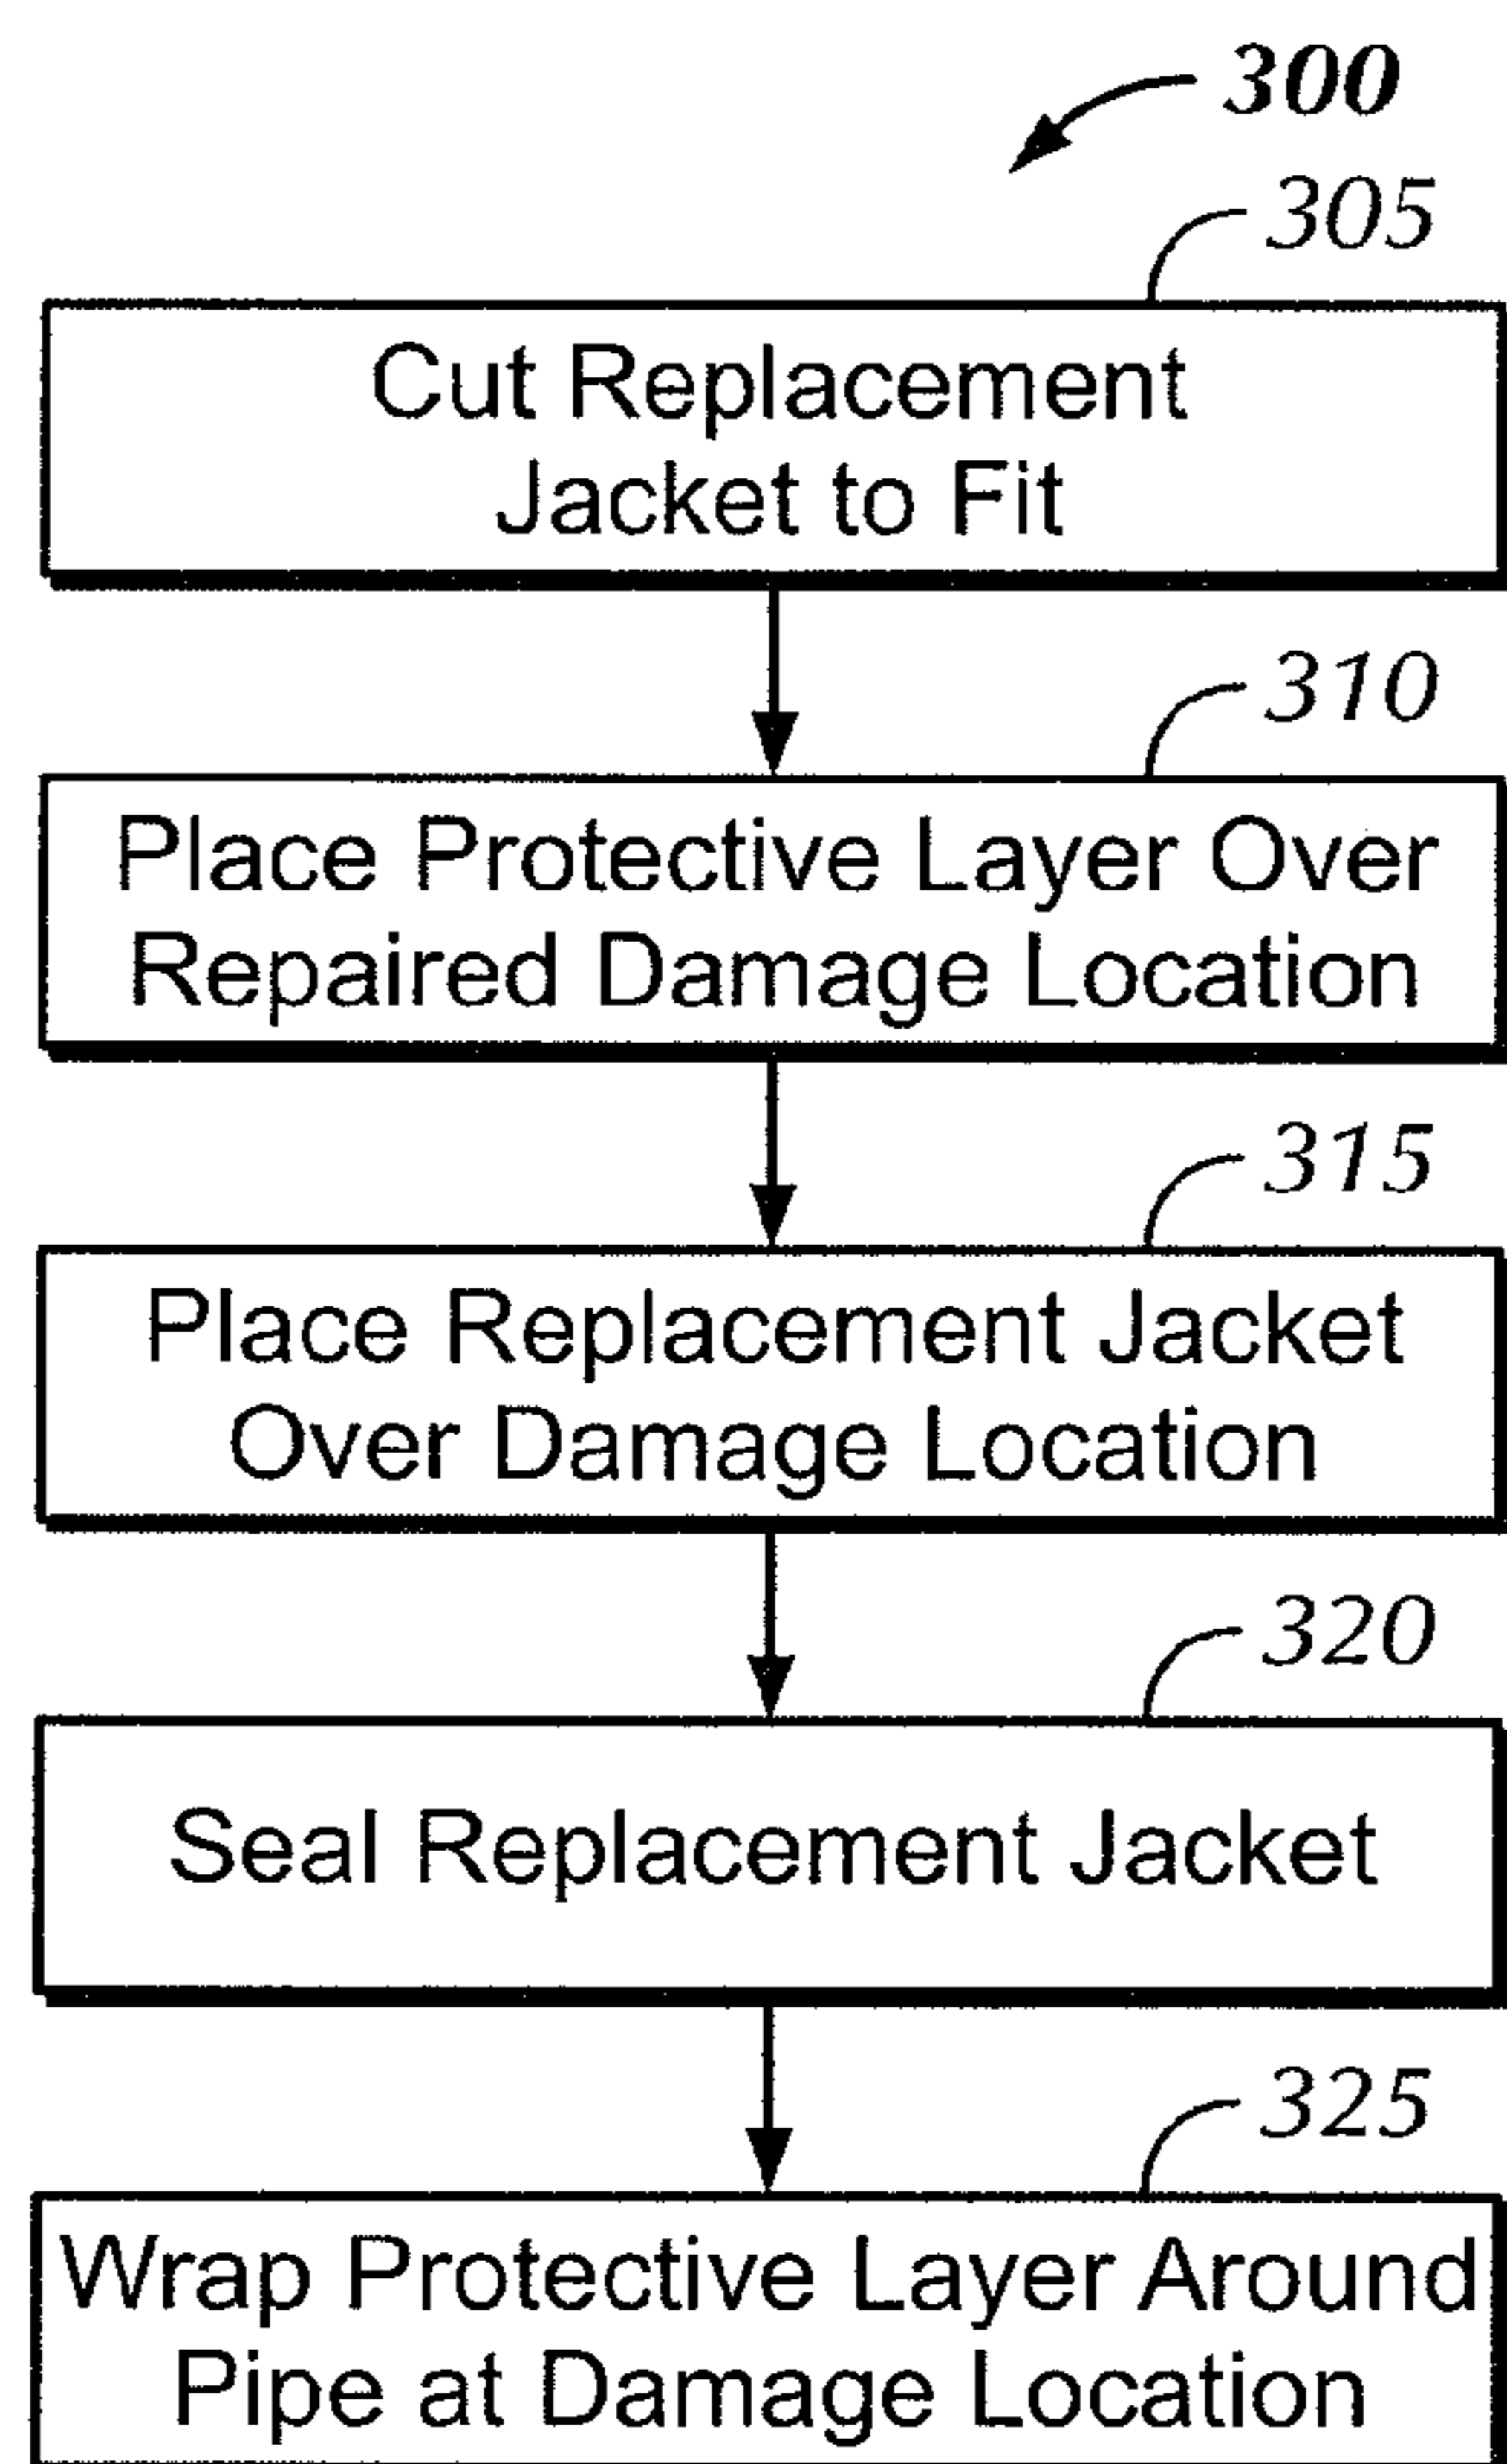 300
305
Cut Replacement
Jacket to Fit
310
Place Protective Layer Over
Repaired Damage Location
315
Place Replacement Jacket
Over Damage Location
320
Seal Replacement Jacket
325
Wrap Protective Layer Around
Pipe at Damage Location